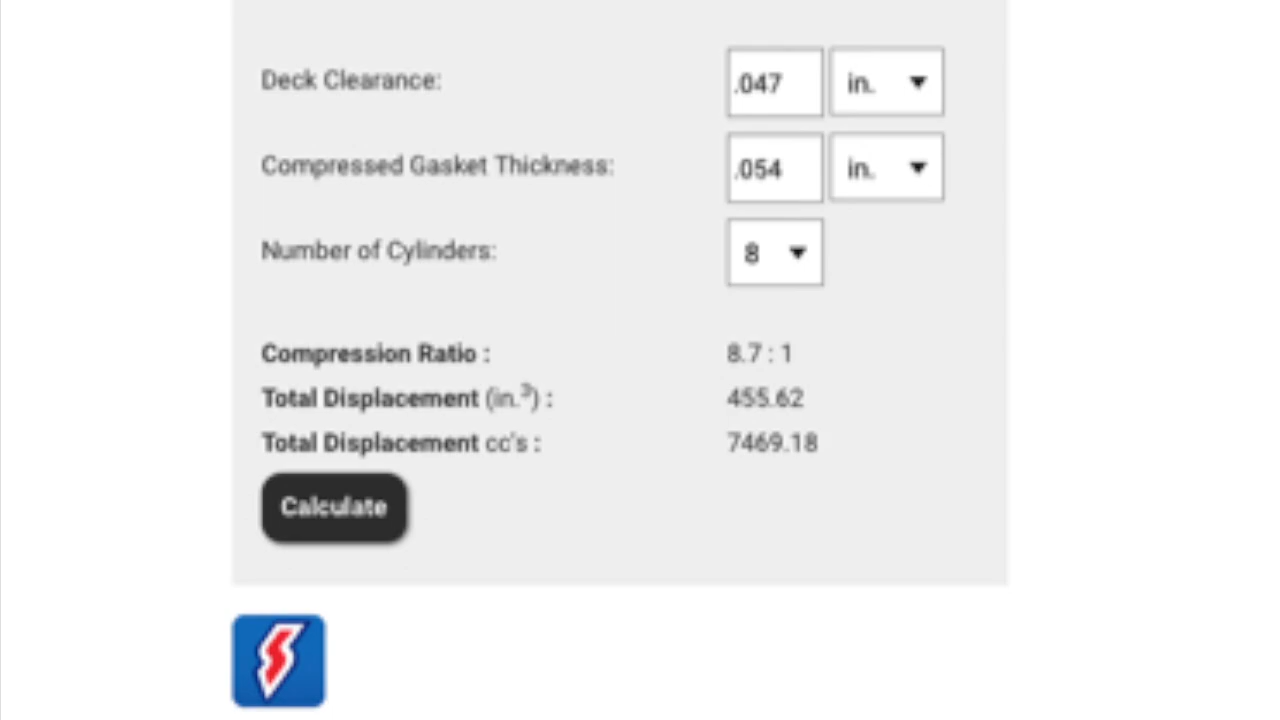 Deck Clearance: .047 in.
Compressed Gasket Thickness: .054 in.
Number of Cylinders: 8
Compression Ratio : 8.7 : 1
Total Displacement (in.³) : 455.62
Total Displacement cc's : 7469.18
Calculate